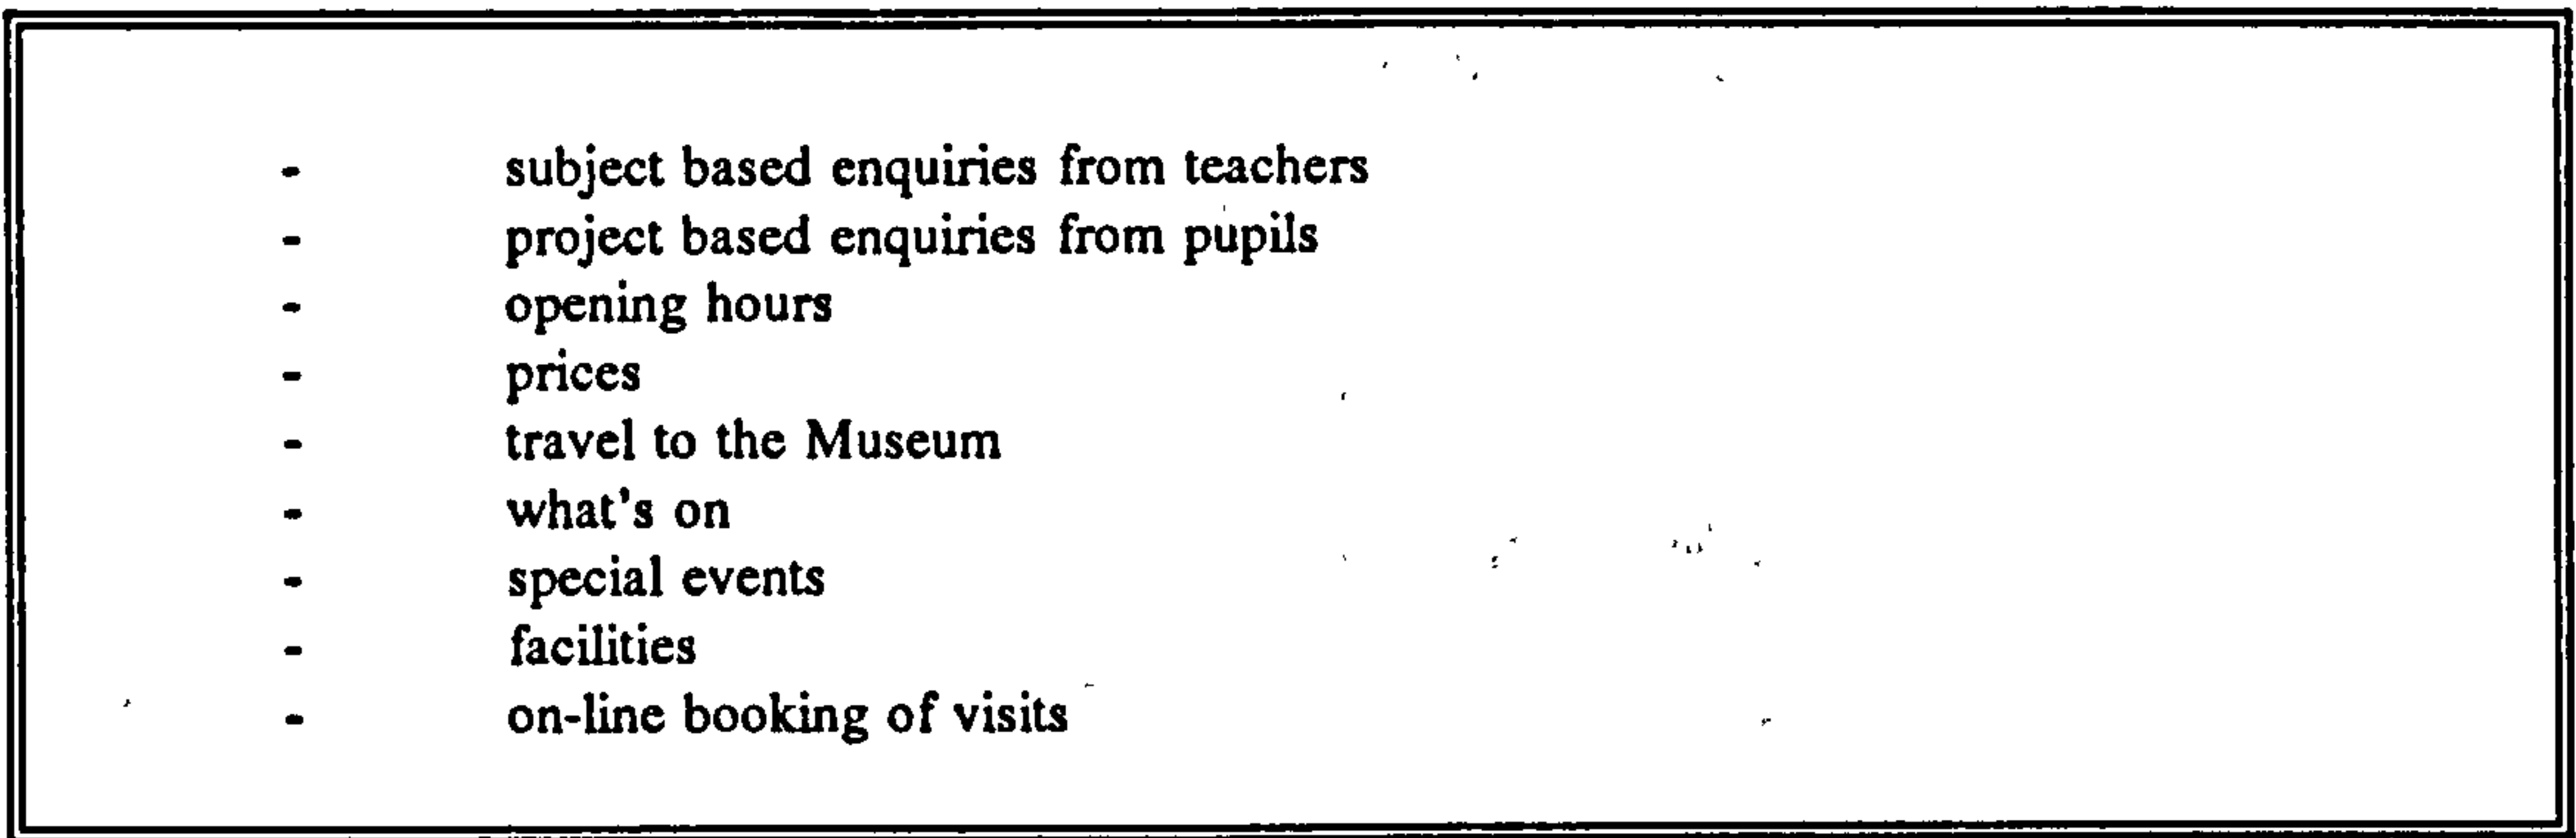 - subject based enquiries from teachers
- project based enquiries from pupils
- opening hours
- prices
- travel to the Museum
- what's on
- special events
- facilities
- on-line booking of visits